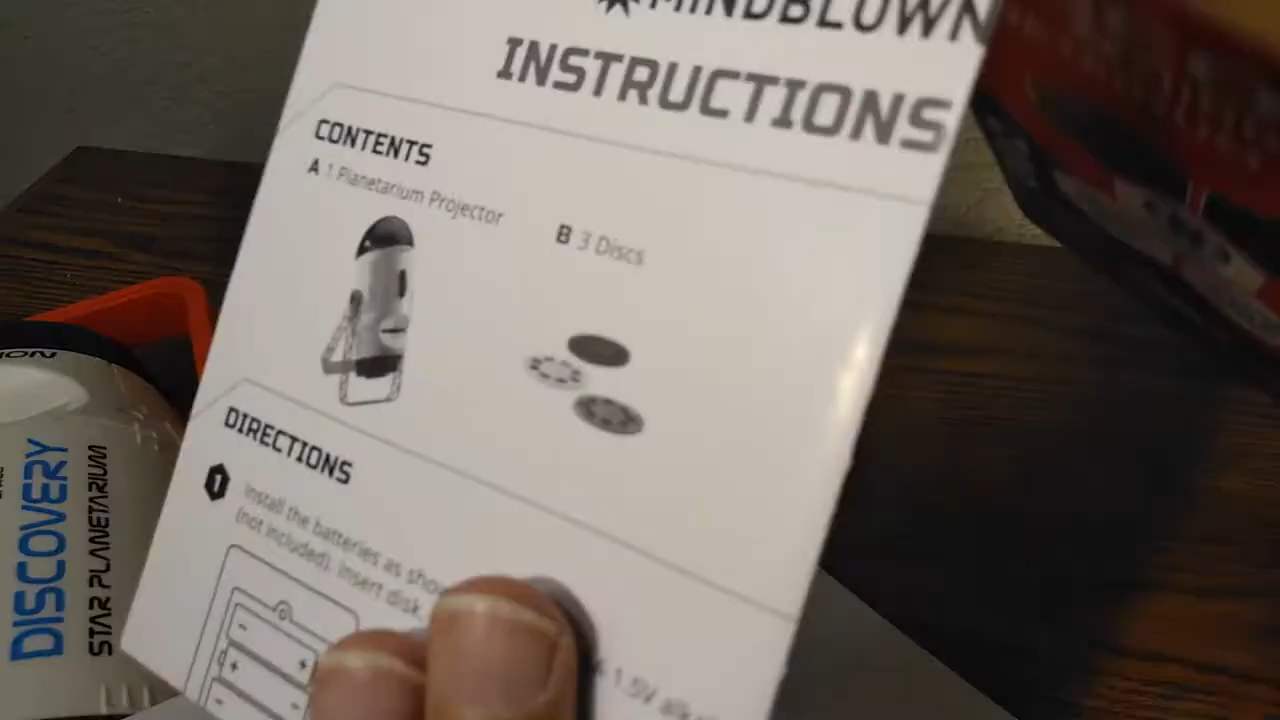 MINDBLOWN
INSTRUCTIONS
CONTENTS
A 1 Planetarium Projector
B 3 Discs
DIRECTIONS
1
Install the batteries as
(not included). Insert disk.
1.5V
DISCOVERY
STAR PLANETARIUM